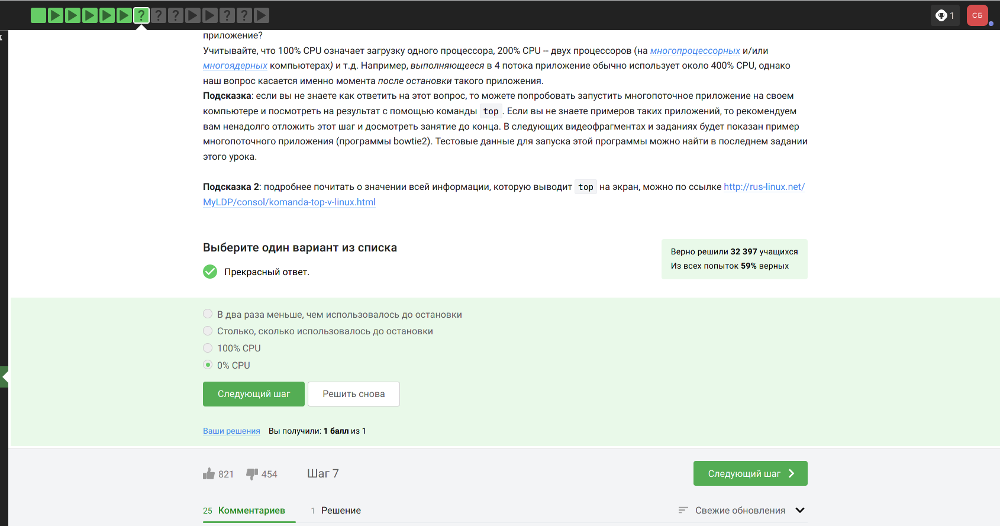 ? ? ? ? ?
1
СБ
приложение?
Учитывайте, что 100% CPU означает загрузку одного процессора, 200% CPU -- двух процессоров (на многопроцессорных и/или
многоядерных компьютерах) и т.д. Например, выполняющееся в 4 потока приложение обычно использует около 400% CPU, однако
наш вопрос касается именно момента после остановки такого приложения.
Подсказка: если вы не знаете как ответить на этот вопрос, то можете попробовать запустить многопоточное приложение на своем
компьютере и посмотреть на результат с помощью команды top. Если вы не знаете примеров таких приложений, то рекомендуем
вам ненадолго отложить этот шаг и досмотреть занятие до конца. В следующих видеофрагментах и заданиях будет показан пример
многопоточного приложения (программы bowtie2). Тестовые данные для запуска этой программы можно найти в последнем задании
этого урока.
Подсказка 2: подробнее почитать о значении всей информации, которую выводит top на экран, можно по ссылке http://rus-linux.net/
MyLDP/consol/komanda-top-v-linux.html
Выберите один вариант из списка
Прекрасный ответ.
Верно решили 32 397 учащихся
Из всех попыток 59% верных
В два раза меньше, чем использовалось до остановки
Столько, сколько использовалось до остановки
100% CPU
0% CPU
Следующий шаг
Решить снова
Ваши решения Вы получили: 1 балл из 1
821 454 Шаг 7
Следующий шаг
25 Комментариев 1 Решение
Свежие обновления